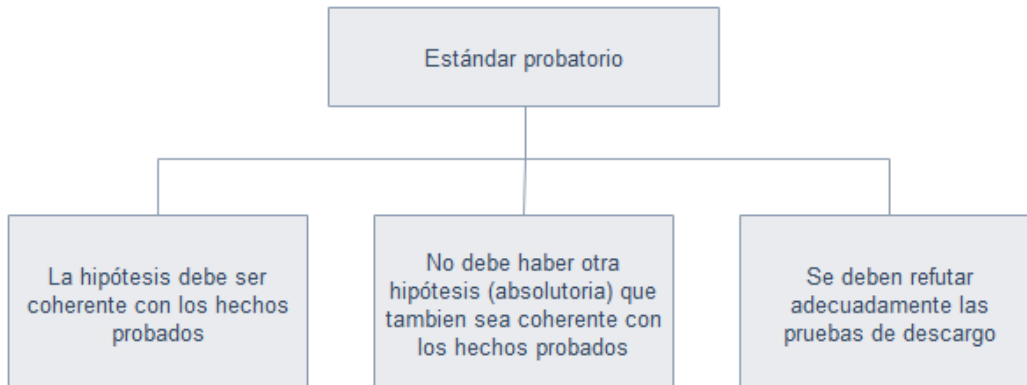 Estándar probatorio
La hipótesis debe ser
coherente con los hechos
probados
No debe haber otra
hipótesis (absolutoria) que
tambien sea coherente con
los hechos probados
Se deben refutar
adecuadamente las
pruebas de descargo